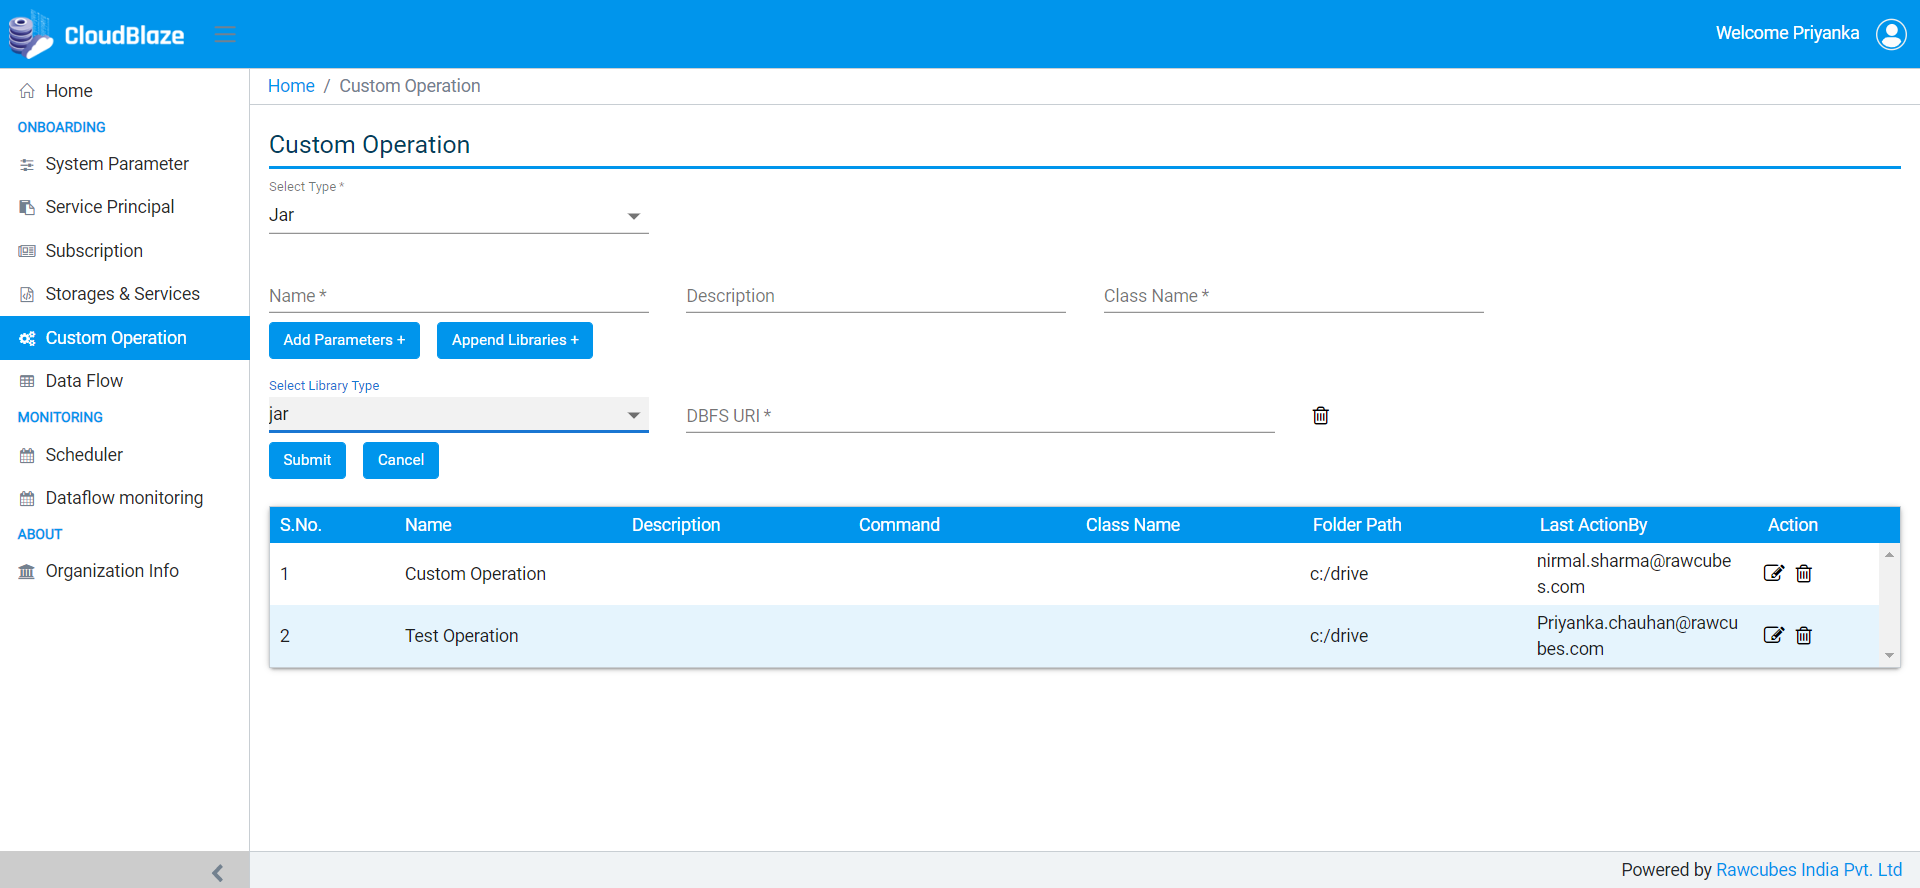 CloudBlaze
Welcome Priyanka
Home
ONBOARDING
System Parameter
Service Principal
Subscription
Storages & Services
Custom Operation
Data Flow
MONITORING
Scheduler
Dataflow monitoring
ABOUT
Organization Info
Home / Custom Operation
Custom Operation
Select Type *
Jar
Name * Description Class Name *
Add Parameters + Append Libraries +
Select Library Type
jar DBFS URI *
Submit Cancel
S.No. Name Description Command Class Name Folder Path Last ActionBy Action
1 Custom Operation c:/drive nirmal.sharma@rawcube
s.com
2 Test Operation c:/drive Priyanka.chauhan@rawcu
bes.com
Powered by Rawcubes India Pvt. Ltd